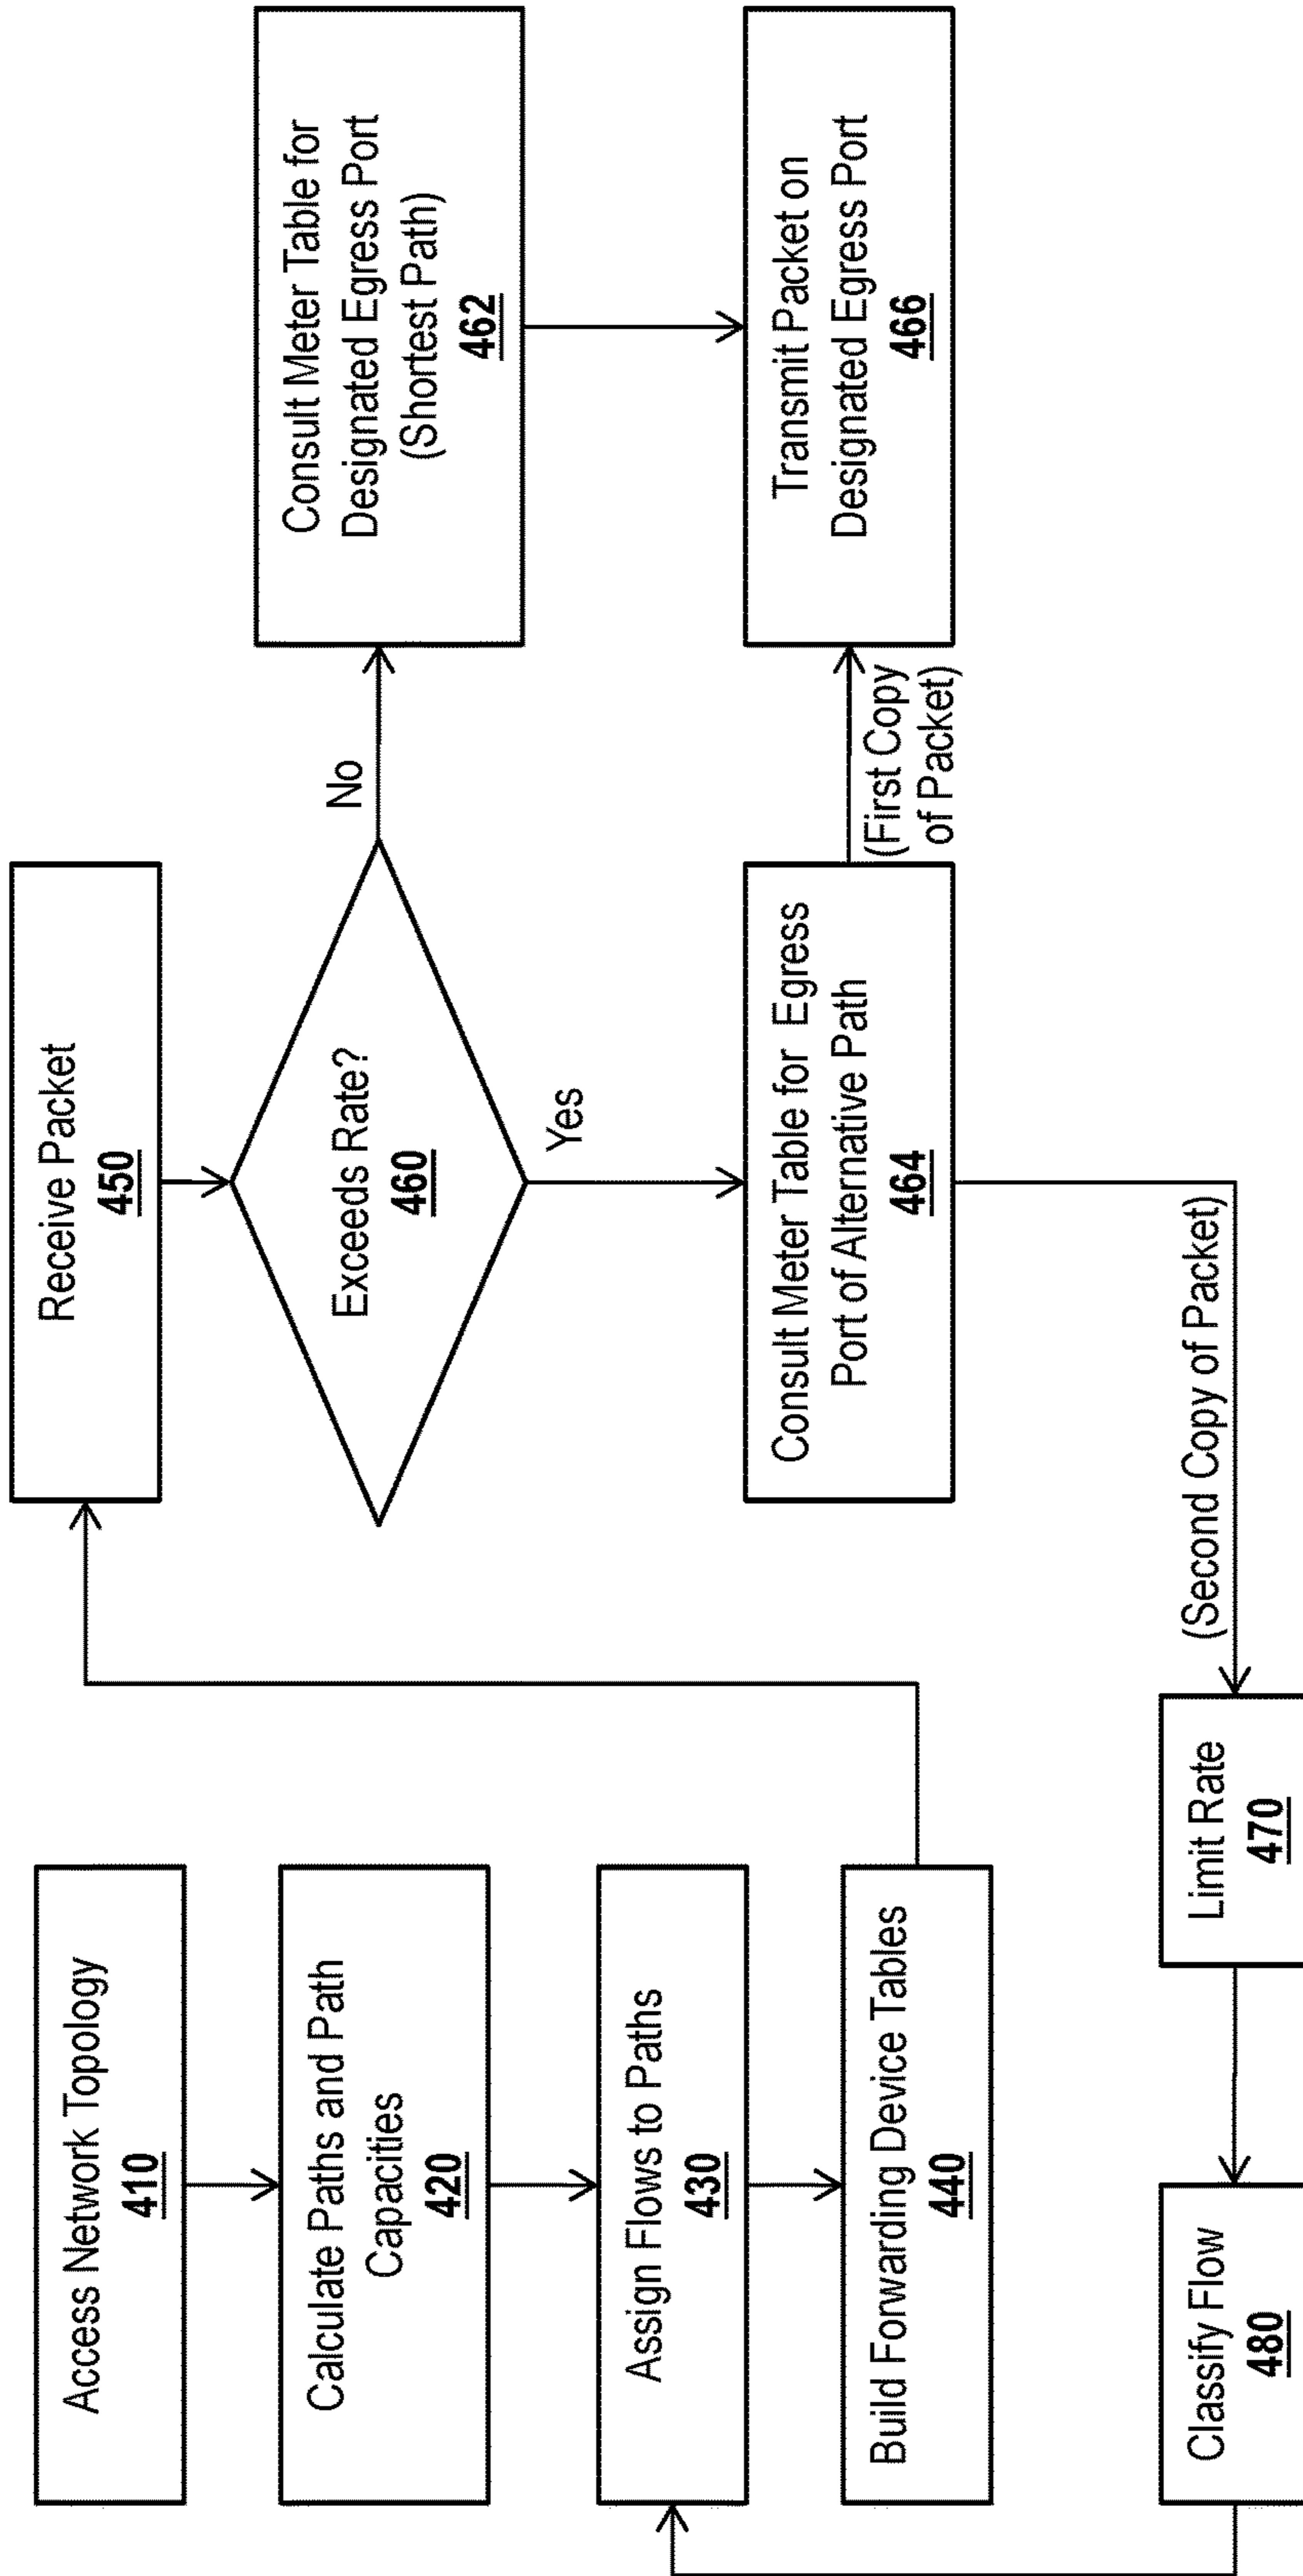 Access Network Topology
410
Calculate Paths and Path
Capacities
420
Assign Flows to Paths
430
Build Forwarding Device Tables
440
Receive Packet
450
Exceeds Rate?
460
No
Yes
Consult Meter Table for
Designated Egress Port
(Shortest Path)
462
Consult Meter Table for Egress
Port of Alternative Path
464
(First Copy
of Packet)
Transmit Packet on
Designated Egress Port
466
(Second Copy of Packet)
Limit Rate
470
Classify Flow
480